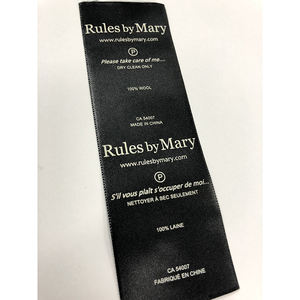 Rules by Mary
www.rulesbymary.com
P
Please take care of me...
DRY CLEAN ONLY
100% WOOL
CA 54007
MADE IN CHINA
Rules by Mary
www.rulesbymary.com
P
S'il vous plaît s'occuper de moi...
NETTOYER À SEC SEULEMENT
100% LAINE
CA 54007
FABRIQUÉ EN CHINE